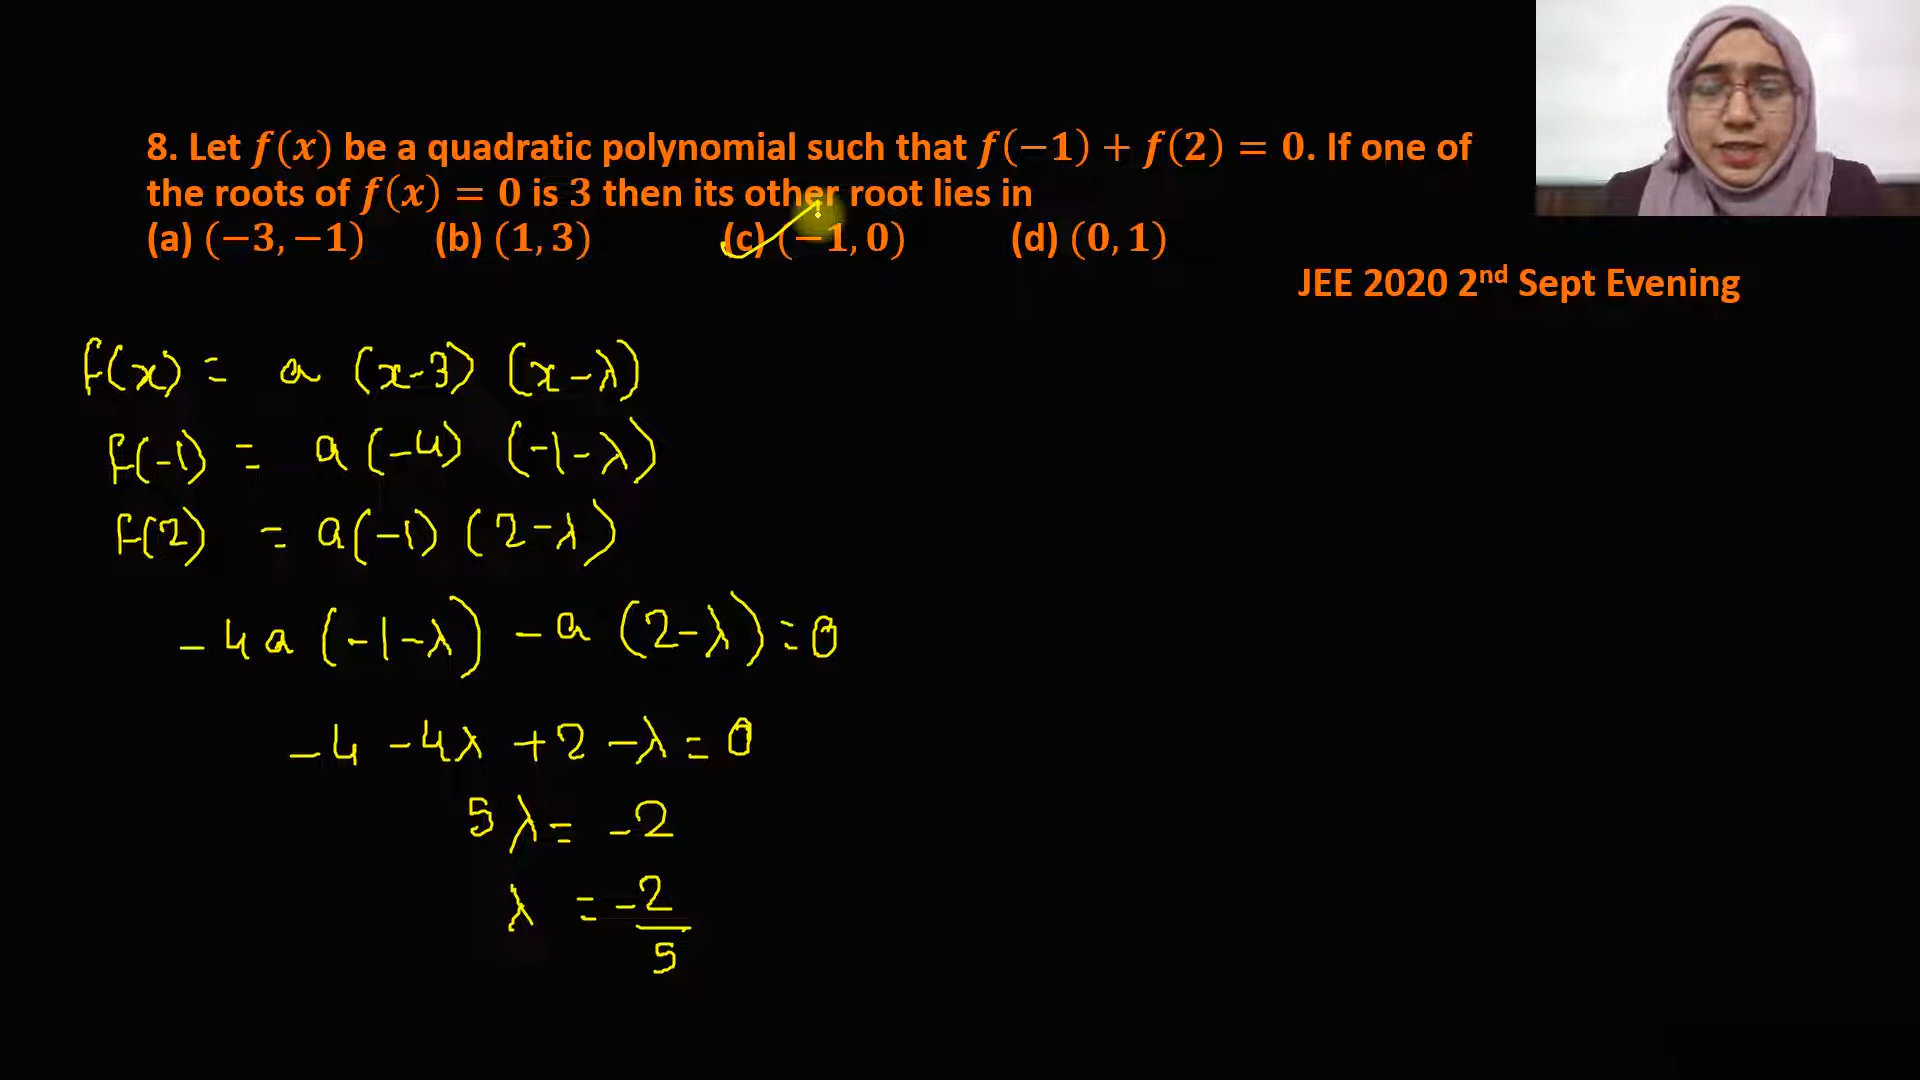 8. Let f(x) be a quadratic polynomial such that f(−1) + f(2) = 0. If one of
the roots of f(x) = 0 is 3 then its other root lies in
(a) (−3, −1) (b) (1, 3) (c) (−1, 0) (d) (0, 1)
JEE 2020 2nd Sept Evening
f(x) = a (x-3) (x-λ)
f(-1) = a(-4) (-1-λ)
f(2) = a(-1) (2-λ)
-4a (-1-λ) -a (2-λ)=0
-4 -4λ +2 -λ = 0
5λ = -2
λ = -2/5